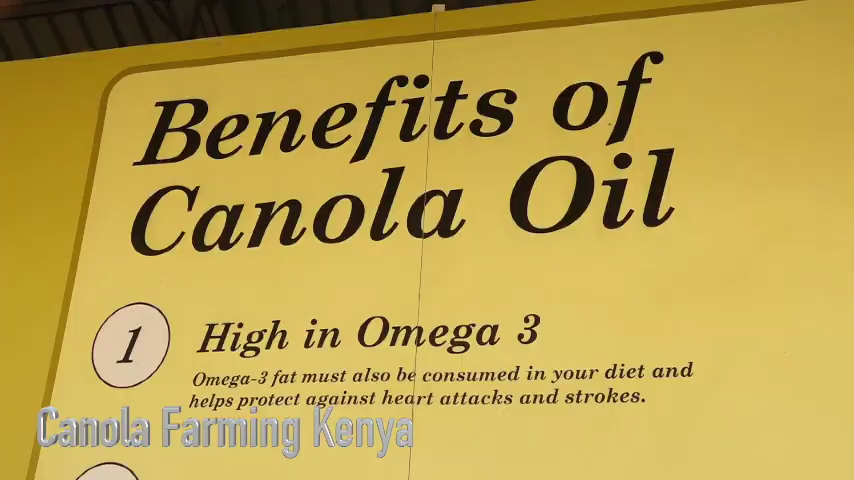 Benefits of
Canola Oil
1
High in Omega 3
Omega-3 fat must also be consumed in your diet and
helps protect against heart attacks and strokes.
Canola Farming Kenya